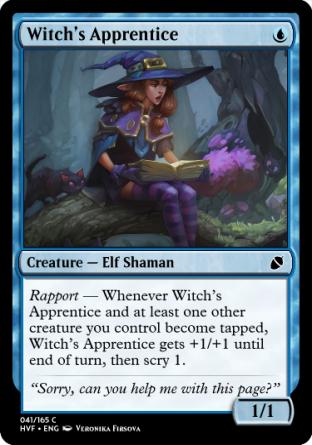 Witch's Apprentice
Creature — Elf Shaman
Rapport — Whenever Witch's
Apprentice and at least one other
creature you control become tapped,
Witch's Apprentice gets +1/+1 until
end of turn, then scry 1.
“Sorry, can you help me with this page?”
1/1
041/165 C
HVF • ENG Veronika Firsova